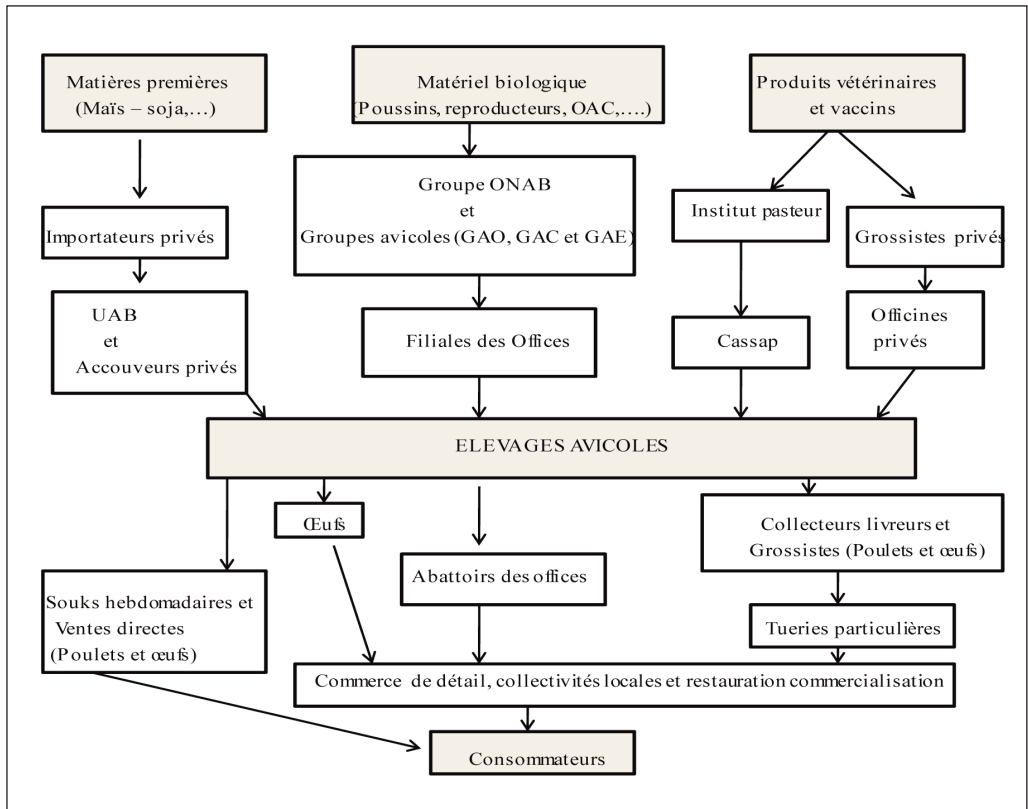 Matières premières
(Maïs – soja,…)
Matériel biologique
(Poussins, reproducteurs, OAC,….)
Produits vétérinaires
et vaccins
Importateurs privés
Groupe ONAB
et
Groupes avicoles (GAO, GAC et GAE)
Institut pasteur
Grossistes privés
UAB
et
Accouveurs privés
Filiales des Offices
Cassap
Officines
privés
ELEVAGES AVICOLES
Œufs
Collecteurs livreurs et
Grossistes (Poulets et œufs)
Abattoirs des offices
Souks hebdomadaires et
Ventes directes
(Poulets et œufs)
Tueries particulières
Commerce de détail, collectivités locales et restauration commercialisation
Consommateurs